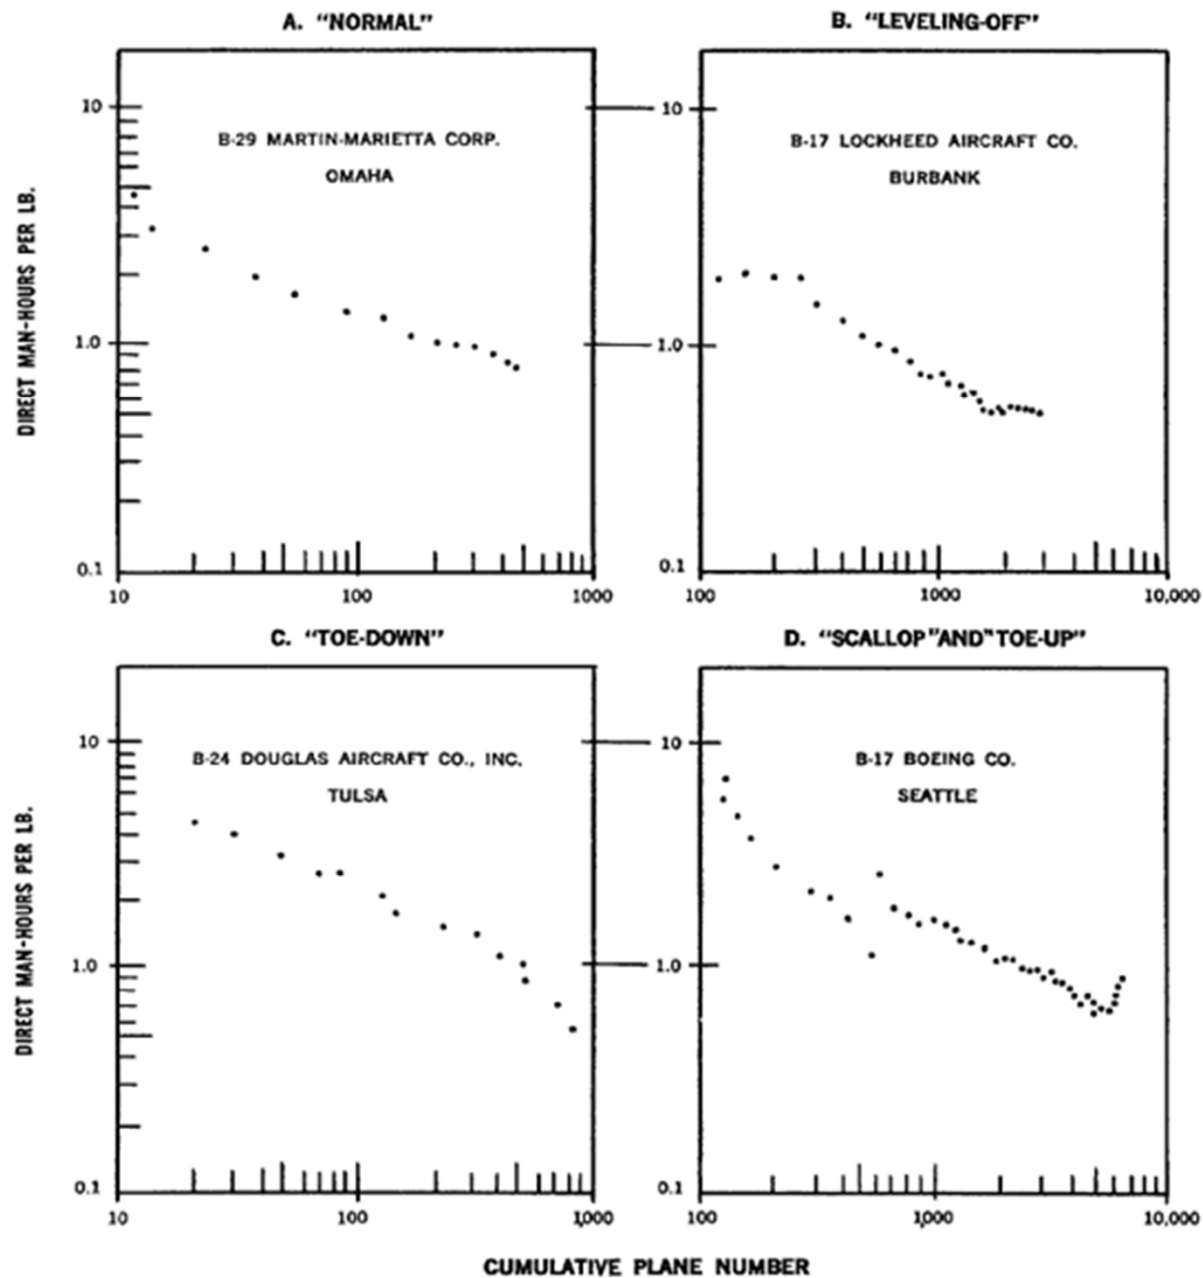 A. "NORMAL"
B. "LEVELING-OFF"
DIRECT MAN-HOURS PER LB.
10
1.0
0.1
B-29 MARTIN-MARIETTA CORP.
OMAHA
10
100
1000
10
1.0
0.1
B-17 LOCKHEED AIRCRAFT CO.
BURBANK
100
1000
10,000
C. "TOE-DOWN"
D. "SCALLOP"AND"TOE-UP"
DIRECT MAN-HOURS PER LB.
10
1.0
0.1
B-24 DOUGLAS AIRCRAFT CO., INC.
TULSA
10
100
1,000
10
1.0
0.1
B-17 BOEING CO.
SEATTLE
100
1,000
10,000
CUMULATIVE PLANE NUMBER